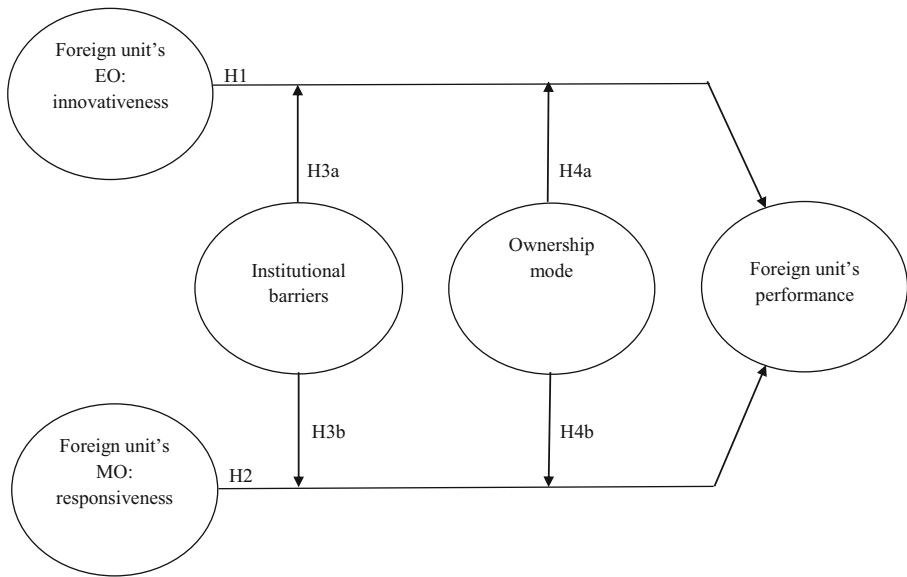 Foreign unit's
EO:
innovativeness
H1
H3a
H4a
Institutional
barriers
Ownership
mode
Foreign unit's
performance
H3b
H4b
Foreign unit's
MO:
responsiveness
H2